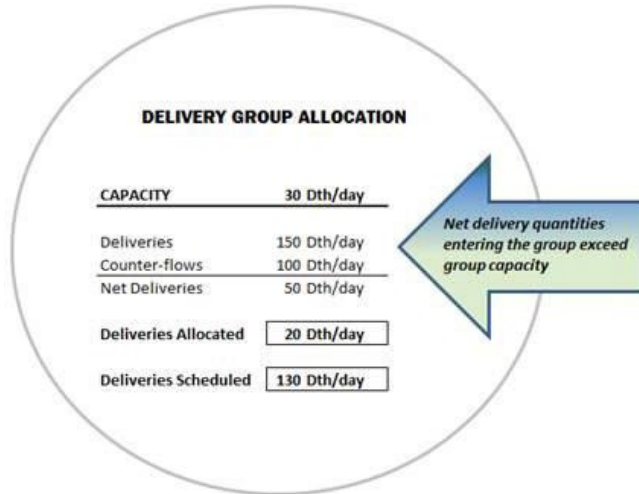 DELIVERY GROUP ALLOCATION
CAPACITY 30 Dth/day
Deliveries 150 Dth/day
Counter-flows 100 Dth/day
Net Deliveries 50 Dth/day
Deliveries Allocated 20 Dth/day
Deliveries Scheduled 130 Dth/day
Net delivery quantities
entering the group exceed
group capacity